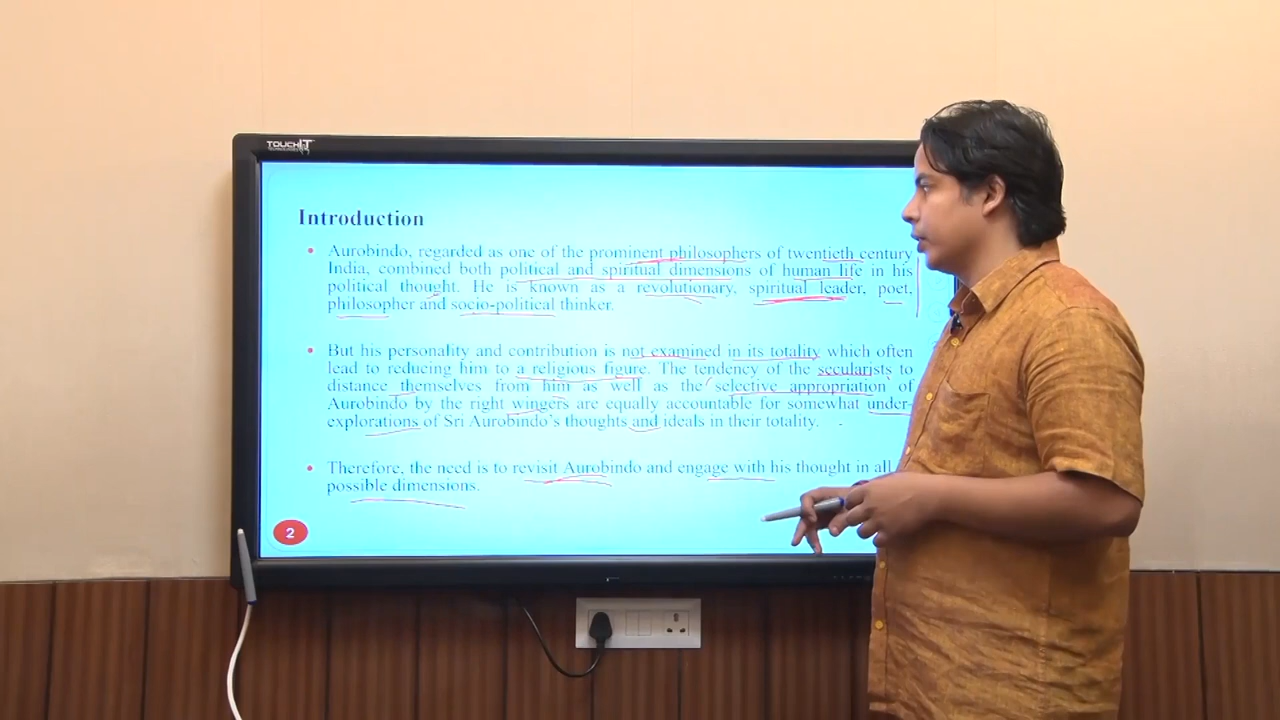 TOUCHIT
TECHNOLOGIES
Introduction
• Aurobindo, regarded as one of the prominent philosophers of twentieth century
India, combined both political and spiritual dimensions of human life in his
political thought. He is known as a revolutionary, spiritual leader, poet,
philosopher and socio-political thinker.
• But his personality and contribution is not examined in its totality which often
lead to reducing him to a religious figure. The tendency of the secularists to
distance themselves from him as well as the selective appropriation of
Aurobindo by the right wingers are equally accountable for somewhat under-
explorations of Sri Aurobindo's thoughts and ideals in their totality.
• Therefore, the need is to revisit Aurobindo and engage with his thought in all
possible dimensions.
2